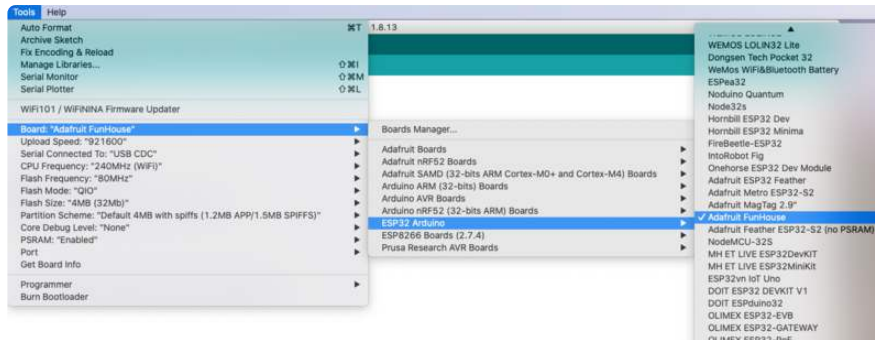 Tools Help
Auto Format ⌘T
Archive Sketch
Fix Encoding & Reload
Manage Libraries... ⇧⌘I
Serial Monitor ⇧⌘M
Serial Plotter ⇧⌘L
WiFi101 / WiFiNINA Firmware Updater
Board: "Adafruit FunHouse"
Upload Speed: "921600"
Serial Connected To: "USB CDC"
CPU Frequency: "240MHz (WiFi)"
Flash Frequency: "80MHz"
Flash Mode: "QIO"
Flash Size: "4MB (32Mb)"
Partition Scheme: "Default 4MB with spiffs (1.2MB APP/1.5MB SPIFFS)"
Core Debug Level: "None"
PSRAM: "Enabled"
Port
Get Board Info
Programmer
Burn Bootloader
1.8.13
Boards Manager...
Adafruit Boards
Adafruit nRF52 Boards
Adafruit SAMD (32-bits ARM Cortex-M0+ and Cortex-M4) Boards
Arduino ARM (32-bits) Boards
Arduino AVR Boards
Arduino nRF52 (32-bits ARM) Boards
ESP32 Arduino
ESP8266 Boards (2.7.4)
Prusa Research AVR Boards
WEMOS LOLIN32 Lite
Dongsen Tech Pocket 32
WeMos WiFi&Bluetooth Battery
ESPea32
Noduino Quantum
Node32s
Hornbill ESP32 Dev
Hornbill ESP32 Minima
FireBeetle-ESP32
IntoRobot Fig
Onehorse ESP32 Dev Module
Adafruit ESP32 Feather
Adafruit Metro ESP32-S2
Adafruit MagTag 2.9"
✓ Adafruit FunHouse
Adafruit Feather ESP32-S2 (no PSRAM)
NodeMCU-32S
MH ET LIVE ESP32DevKIT
MH ET LIVE ESP32MiniKit
ESP32vn IoT Uno
DOIT ESP32 DEVKIT V1
DOIT ESPduino32
OLIMEX ESP32-EVB
OLIMEX ESP32-GATEWAY
OLIMEX ESP32-PoE